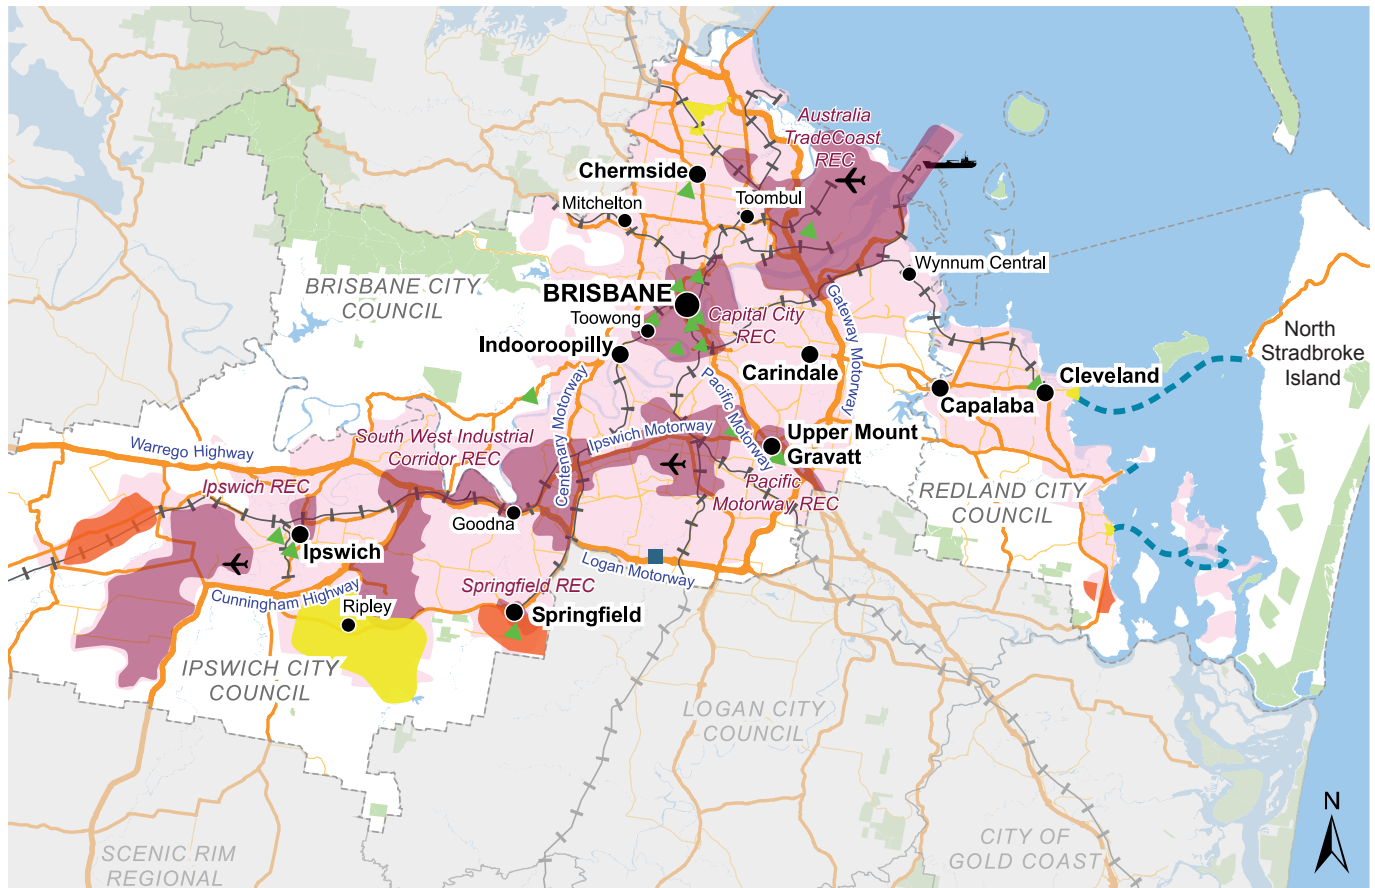 Australia
TradeCoast
REC
Chermside
Mitchelton
Toombul
Wynnum Central
BRISBANE CITY
COUNCIL
BRISBANE
Toowong
Capital City
REC
Gateway Motorway
Indooroopilly
Carindale
North
Stradbroke
Island
Cleveland
Capalaba
Centenary Motorway
Pacific Motorway
Ipswich Motorway
Upper Mount
Gravatt
Warrego Highway
South West Industrial
Corridor REC
Ipswich REC
Pacific
Motorway REC
REDLAND CITY
COUNCIL
Goodna
Ipswich
Logan Motorway
Springfield REC
Cunningham Highway
Ripley
Springfield
IPSWICH CITY
COUNCIL
LOGAN CITY
COUNCIL
N
SCENIC RIM
REGIONAL
CITY OF
GOLD COAST